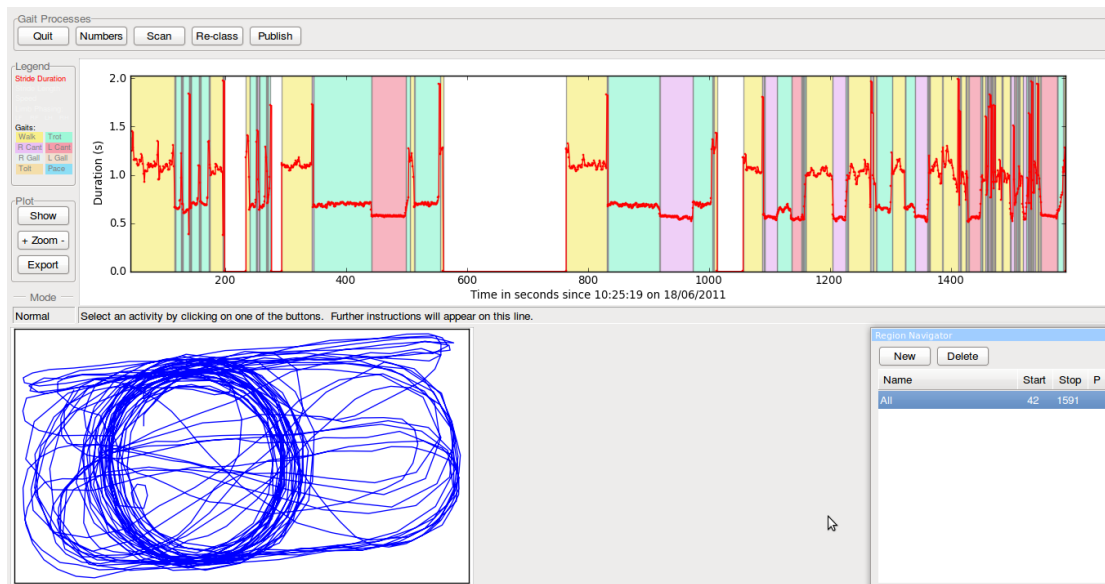 Gait Processes
Quit Numbers Scan Re-class Publish
Legend
Stride Duration
Gaits:
Walk Trot
R Cant L Cant
R Gall L Gall
Tolt Pace
Plot
Show
+ Zoom -
Export
Mode
Normal
Duration (s)
2.0
1.5
1.0
0.5
0.0
200 400 600 800 1000 1200 1400
Time in seconds since 10:25:19 on 18/06/2011
Select an activity by clicking on one of the buttons. Further instructions will appear on this line.
Region Navigator
New Delete
Name Start Stop P
All 42 1591